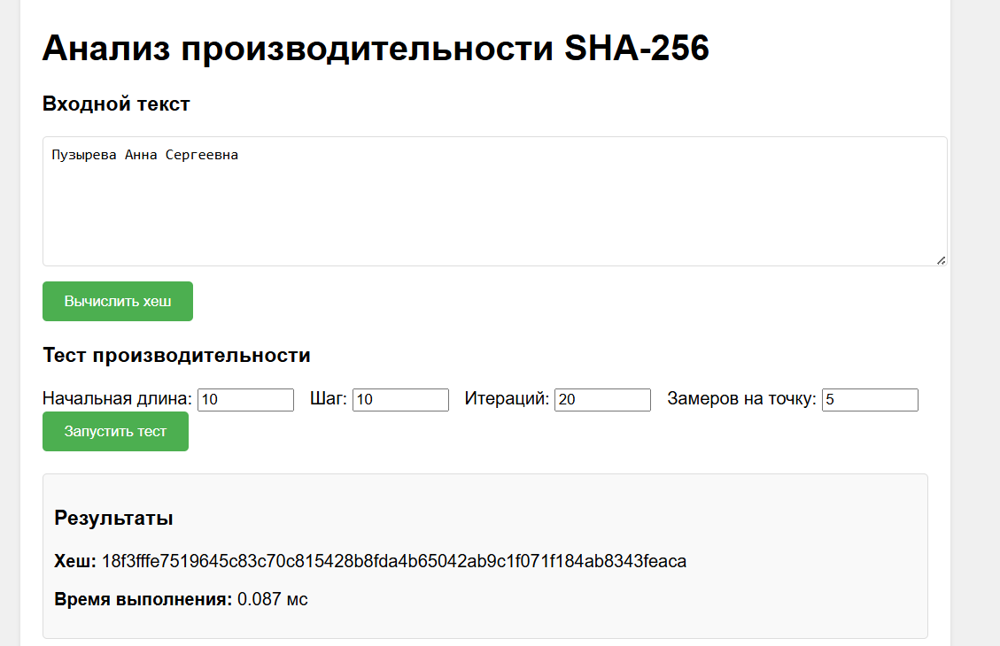 Анализ производительности SHA-256
Входной текст
Пузырева Анна Сергеевна
Вычислить хеш
Тест производительности
Начальная длина: 10 Шаг: 10 Итераций: 20 Замеров на точку: 5
Запустить тест
Результаты
Хеш: 18f3fffe7519645c83c70c815428b8fda4b65042ab9c1f071f184ab8343feaca
Время выполнения: 0.087 мс